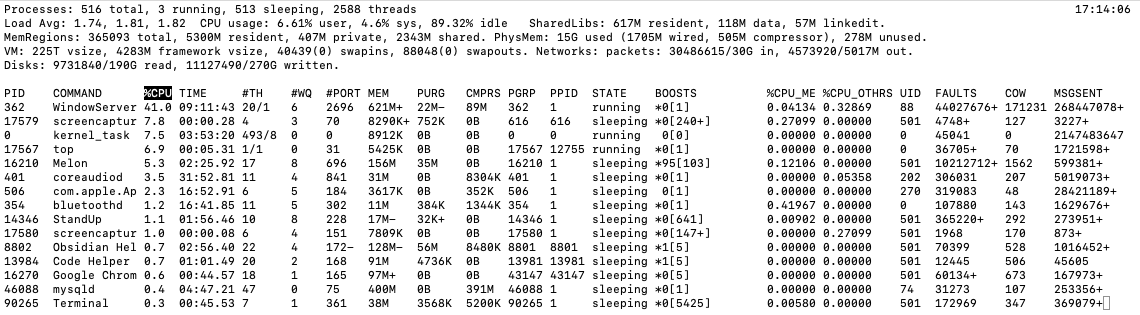 Processes: 516 total, 3 running, 513 sleeping, 2588 threads 17:14:06
Load Avg: 1.74, 1.81, 1.82 CPU usage: 6.61% user, 4.6% sys, 89.32% idle SharedLibs: 617M resident, 118M data, 57M linkedit.
MemRegions: 365093 total, 5300M resident, 407M private, 2343M shared. PhysMem: 15G used (1705M wired, 505M compressor), 278M unused.
VM: 225T vsize, 4283M framework vsize, 40439(0) swapins, 88048(0) swapouts. Networks: packets: 30486615/30G in, 4573920/5017M out.
Disks: 9731840/190G read, 11127490/270G written.
PID COMMAND %CPU TIME #TH #WQ #PORT MEM PURG CMPRS PGRP PPID STATE BOOSTS %CPU_ME %CPU_OTHRS UID FAULTS COW MSGSENT
362 WindowServer 41.0 09:11:43 20/1 6 2696 621M+ 22M- 89M 362 1 running *0[1] 0.04134 0.32869 88 44027676+ 171231 268447078+
17579 screencaptur 7.8 00:00.28 4 3 70 8290K+ 752K 0B 616 616 sleeping *0[240+] 0.27099 0.00000 501 4748+ 127 3227+
0 kernel_task 7.5 03:53:20 493/8 0 0 8912K 0B 0B 0 0 running 0[0] 0.00000 0.00000 0 45041 0 2147483647
17567 top 6.9 00:05.31 1/1 0 31 5425K 0B 0B 17567 12755 running *0[1] 0.00000 0.00000 0 36705+ 70 1721598+
16210 Melon 5.3 02:25.92 17 8 696 156M 35M 0B 16210 1 sleeping *95[103] 0.12106 0.00000 501 10212712+ 1562 599381+
401 coreaudiod 3.5 31:52.81 11 4 841 31M 0B 8304K 401 1 sleeping *0[1] 0.00000 0.05358 202 306031 207 5019073+
506 com.apple.Ap 2.3 16:52.91 6 5 184 3617K 0B 352K 506 1 sleeping 0[1] 0.00000 0.00000 270 319083 48 28421189+
354 bluetoothd 1.2 16:41.85 11 5 302 11M 384K 1344K 354 1 sleeping *0[1] 0.41967 0.00000 0 107880 143 1629676+
14346 StandUp 1.1 01:56.46 10 8 228 17M- 32K+ 0B 14346 1 sleeping *0[641] 0.00902 0.00000 501 365220+ 292 273951+
17580 screencaptur 1.0 00:00.08 6 4 151 7809K 0B 0B 17580 1 sleeping *0[147+] 0.00000 0.27099 501 1968 170 873+
8802 Obsidian Hel 0.7 02:56.40 22 4 172- 128M- 56M 8480K 8801 8801 sleeping *1[5] 0.00000 0.00000 501 70399 528 1016452+
13984 Code Helper 0.7 01:01.49 20 2 168 91M 4736K 0B 13981 13981 sleeping *1[5] 0.00000 0.00000 501 12445 506 45605
16270 Google Chrom 0.6 00:44.57 18 1 165 97M+ 0B 0B 43147 43147 sleeping *0[5] 0.00000 0.00000 501 60134+ 673 167973+
46088 mysqld 0.4 04:47.21 47 0 75 400M 0B 391M 46088 1 sleeping *0[1] 0.00000 0.00000 74 31273 107 253356+
90265 Terminal 0.3 00:45.53 7 1 361 38M 3568K 5200K 90265 1 sleeping *0[5425] 0.00580 0.00000 501 172969 347 369079+